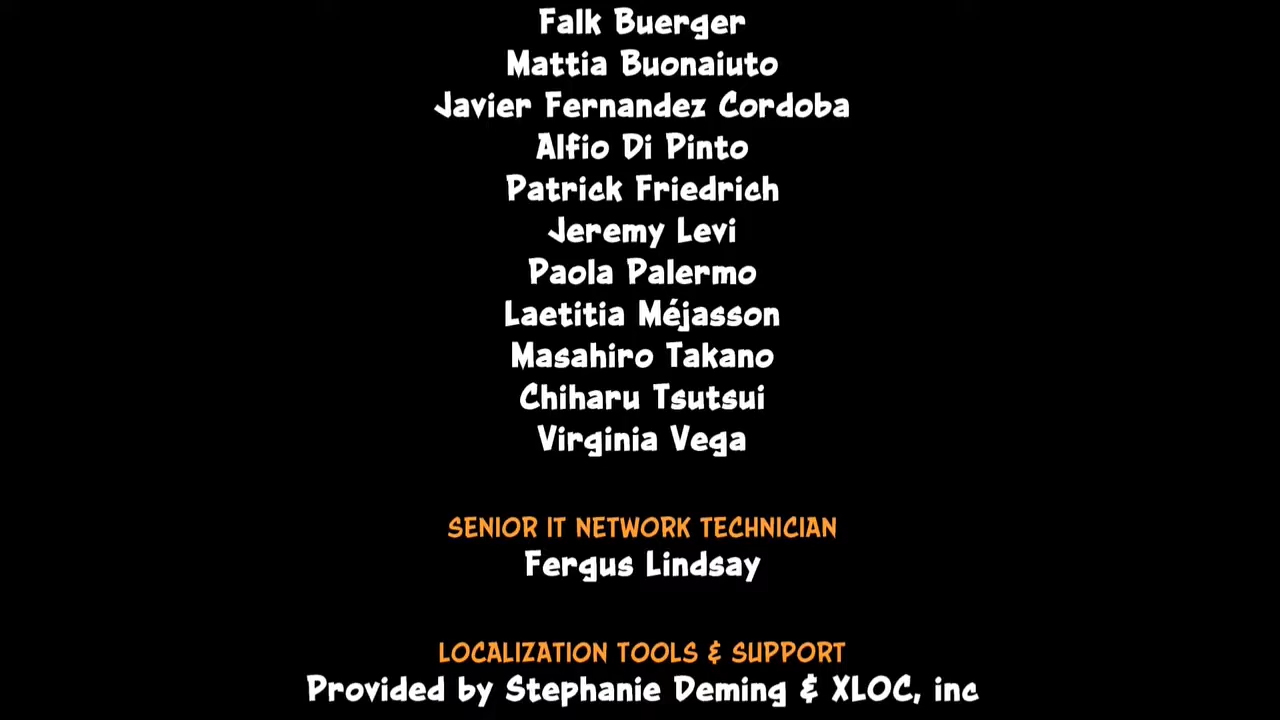 Falk Buerger
Mattia Buonaiuto
Javier Fernandez Cordoba
Alfio Di Pinto
Patrick Friedrich
Jeremy Levi
Paola Palermo
Laetitia Méjasson
Masahiro Takano
Chiharu Tsutsui
Virginia Vega
SENIOR IT NETWORK TECHNICIAN
Fergus Lindsay
LOCALIZATION TOOLS & SUPPORT
Provided by Stephanie Deming & XLOC, inc